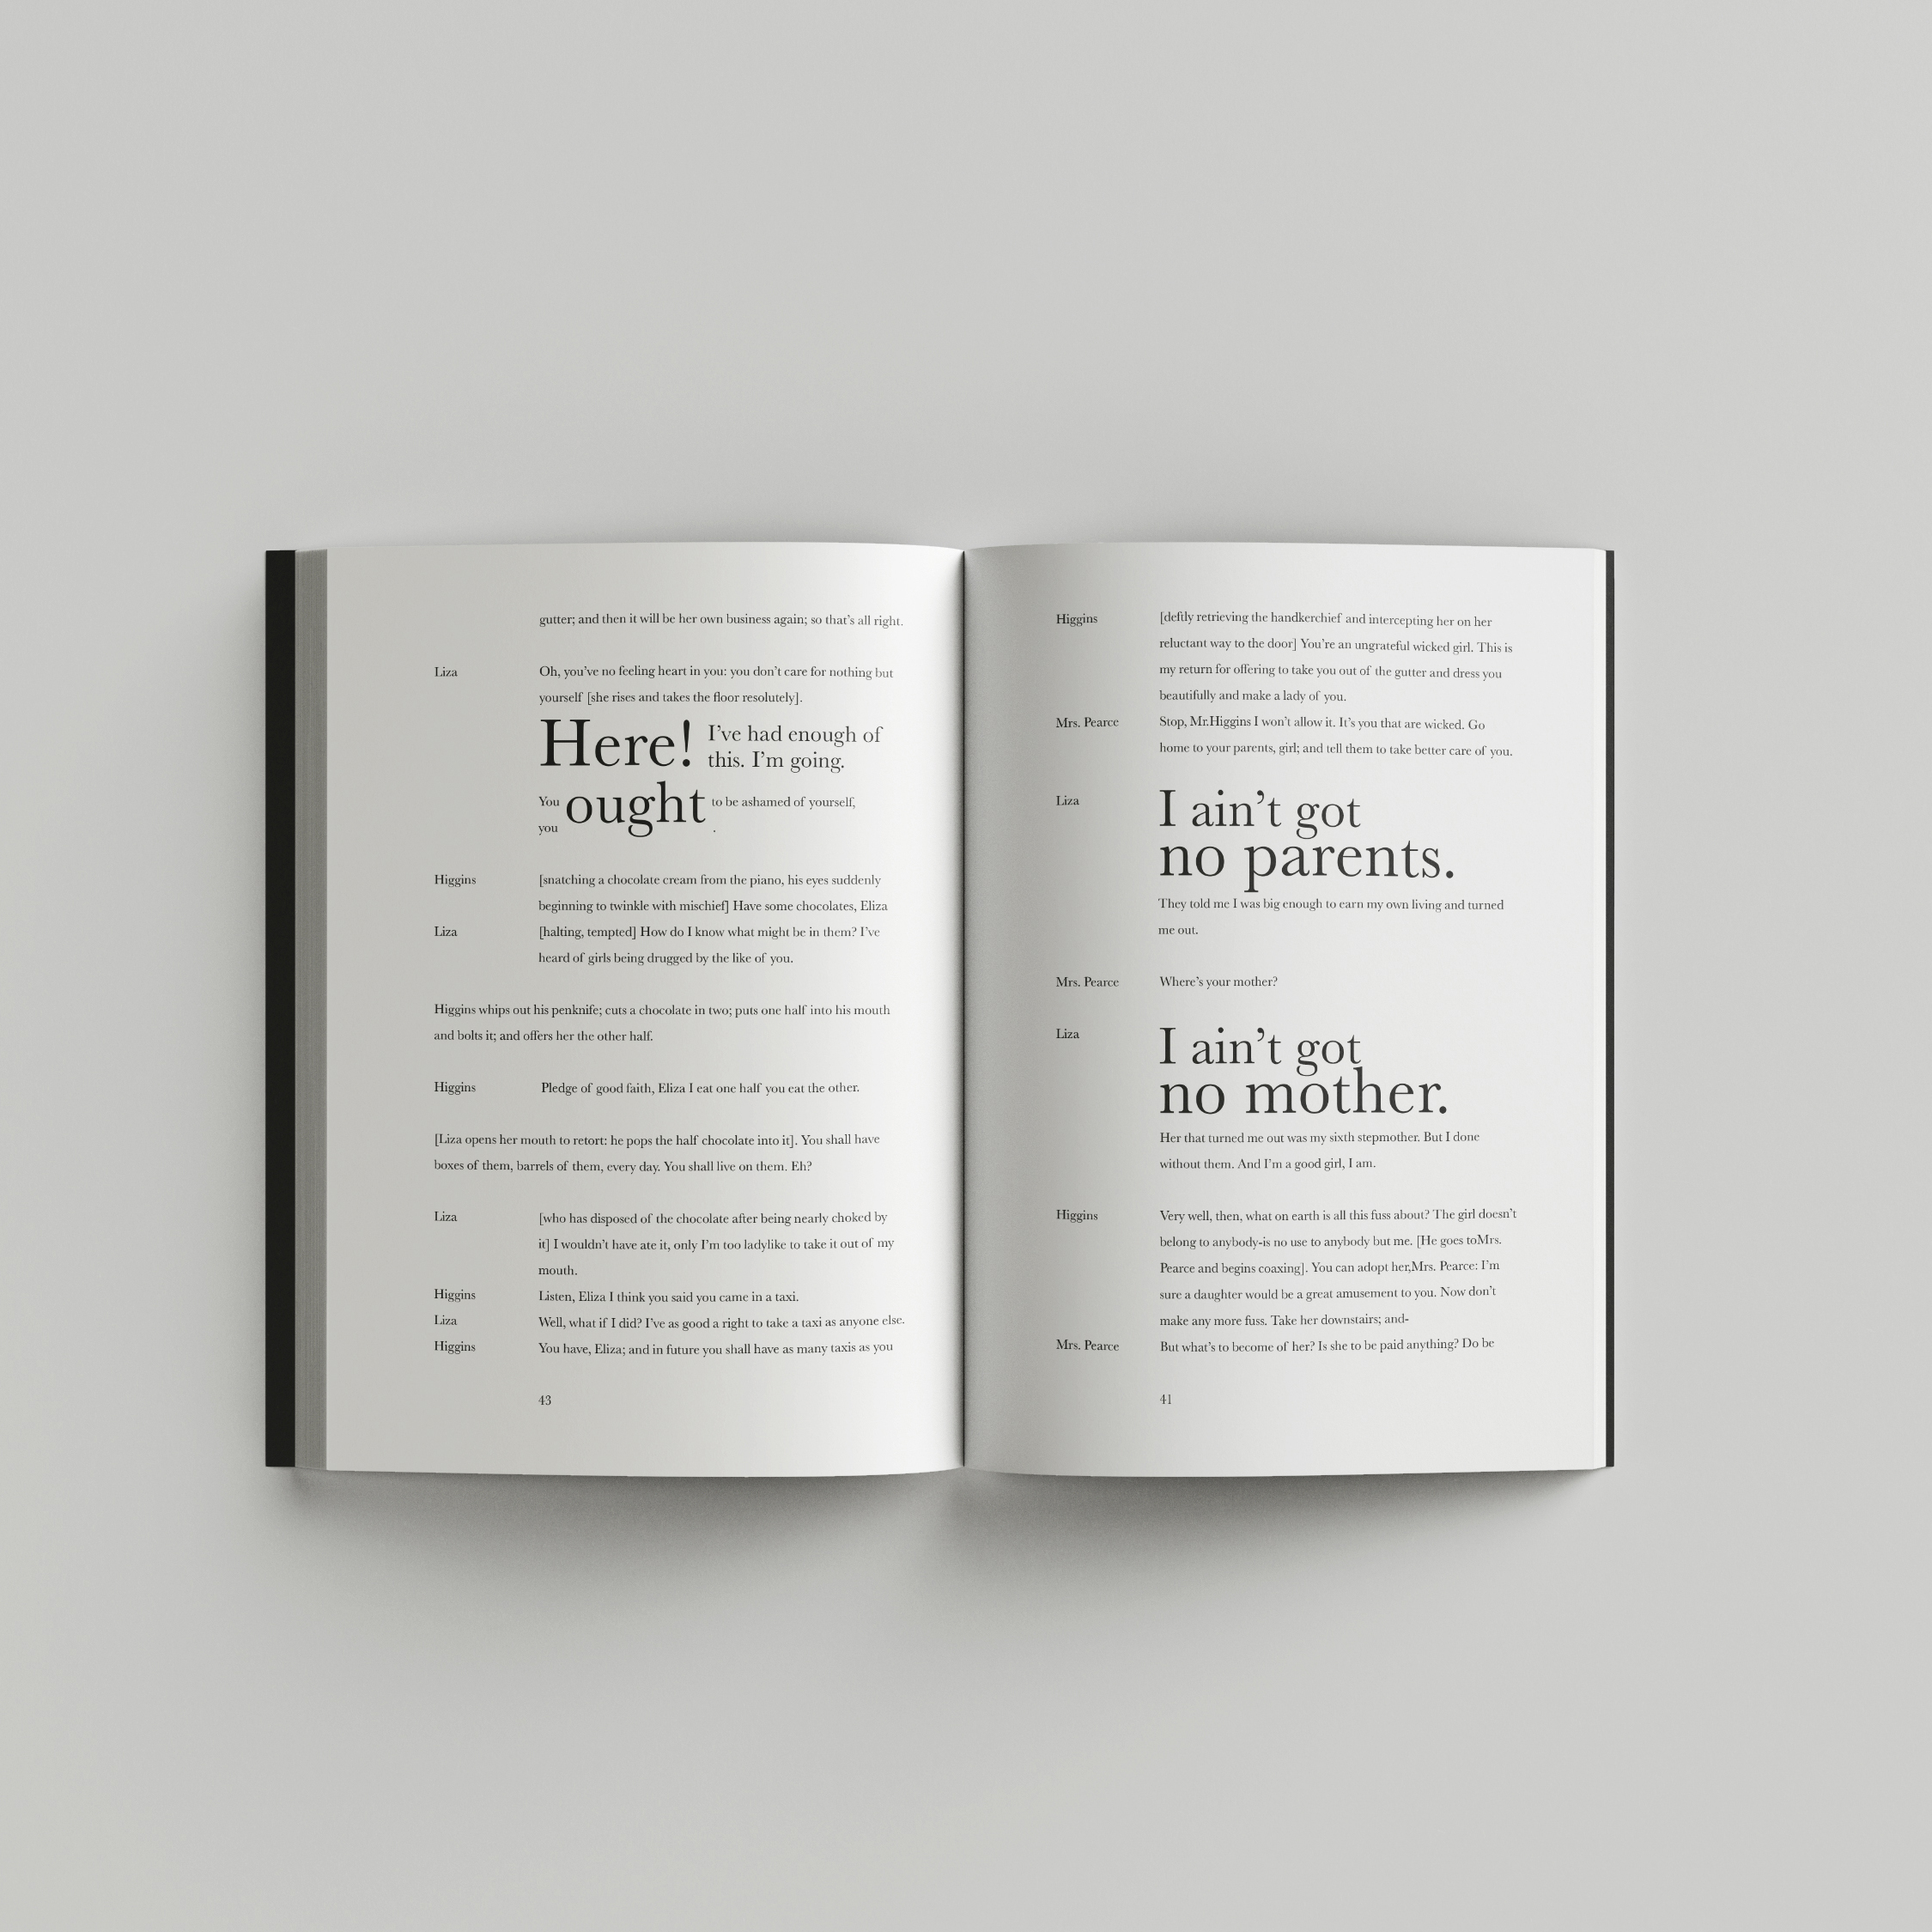 gutter; and then it will be her own business again; so that’s all right.
Liza Oh, you’ve no feeling heart in you: you don’t care for nothing but
yourself [she rises and takes the floor resolutely].
Here! I’ve had enough of
this. I’m going.
You ought to be ashamed of yourself,
you .
Higgins [snatching a chocolate cream from the piano, his eyes suddenly
beginning to twinkle with mischief] Have some chocolates, Eliza
Liza [halting, tempted] How do I know what might be in them? I’ve
heard of girls being drugged by the like of you.
Higgins whips out his penknife; cuts a chocolate in two; puts one half into his mouth
and bolts it; and offers her the other half.
Higgins Pledge of good faith, Eliza I eat one half you eat the other.
[Liza opens her mouth to retort: he pops the half chocolate into it]. You shall have
boxes of them, barrels of them, every day. You shall live on them. Eh?
Liza [who has disposed of the chocolate after being nearly choked by
it] I wouldn’t have ate it, only I’m too ladylike to take it out of my
mouth.
Higgins Listen, Eliza I think you said you came in a taxi.
Liza Well, what if I did? I’ve as good a right to take a taxi as anyone else.
Higgins You have, Eliza; and in future you shall have as many taxis as you
43
Higgins [deftly retrieving the handkerchief and intercepting her on her
reluctant way to the door] You’re an ungrateful wicked girl. This is
my return for offering to take you out of the gutter and dress you
beautifully and make a lady of you.
Mrs. Pearce Stop, Mr.Higgins I won’t allow it. It’s you that are wicked. Go
home to your parents, girl; and tell them to take better care of you.
Liza I ain’t got
no parents.
They told me I was big enough to earn my own living and turned
me out.
Mrs. Pearce Where’s your mother?
Liza I ain’t got
no mother.
Her that turned me out was my sixth stepmother. But I done
without them. And I’m a good girl, I am.
Higgins Very well, then, what on earth is all this fuss about? The girl doesn’t
belong to anybody-is no use to anybody but me. [He goes toMrs.
Pearce and begins coaxing]. You can adopt her,Mrs. Pearce: I’m
sure a daughter would be a great amusement to you. Now don’t
make any more fuss. Take her downstairs; and-
Mrs. Pearce But what’s to become of her? Is she to be paid anything? Do be
41